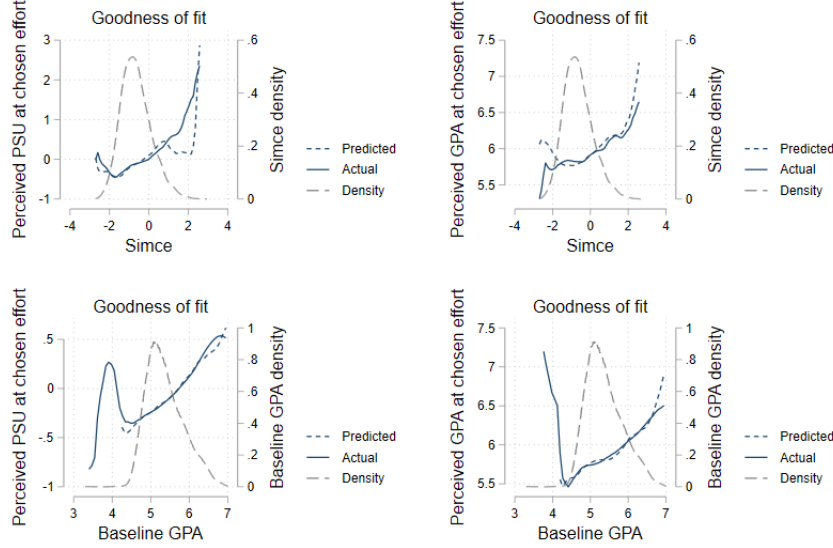 Goodness of fit
Perceived PSU at chosen effort
3
2
1
0
-1
.6
.4
.2
0
Simce density
-4
-2
0
2
4
Simce
Predicted
Actual
Density
Goodness of fit
Perceived GPA at chosen effort
7.5
7
6.5
6
5.5
.6
.4
.2
0
Simce density
-4
-2
0
2
4
Simce
Predicted
Actual
Density
Goodness of fit
Perceived PSU at chosen effort
.5
0
-.5
-1
1
.8
.6
.4
.2
0
Baseline GPA density
3
4
5
6
7
Baseline GPA
Predicted
Actual
Density
Goodness of fit
Perceived GPA at chosen effort
7.5
7
6.5
6
5.5
1
.8
.6
.4
.2
0
Baseline GPA density
3
4
5
6
7
Baseline GPA
Predicted
Actual
Density